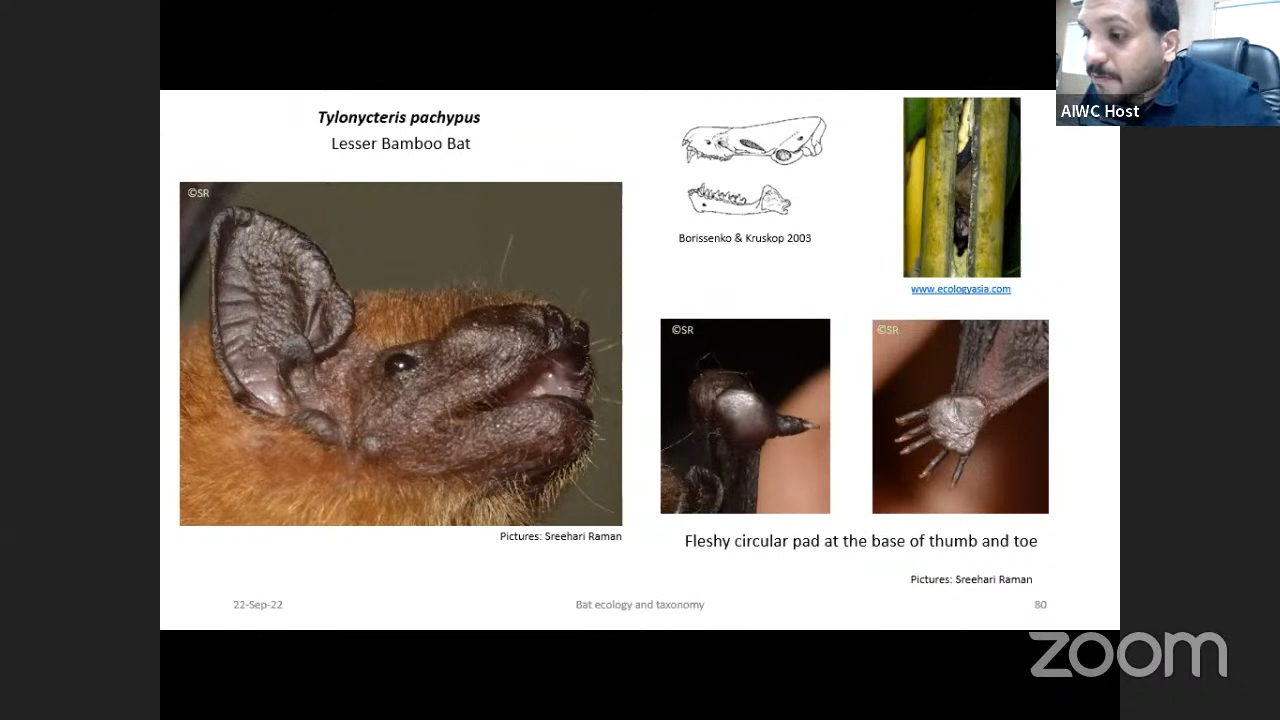 AIWC Host
Tylonycteris pachypus
Lesser Bamboo Bat
©SR
Pictures: Sreehari Raman
Borissenko & Kruskop 2003
www.ecologyasia.com
©SR
©SR
Fleshy circular pad at the base of thumb and toe
Pictures: Sreehari Raman
22-Sep-22
Bat ecology and taxonomy
80
zoom